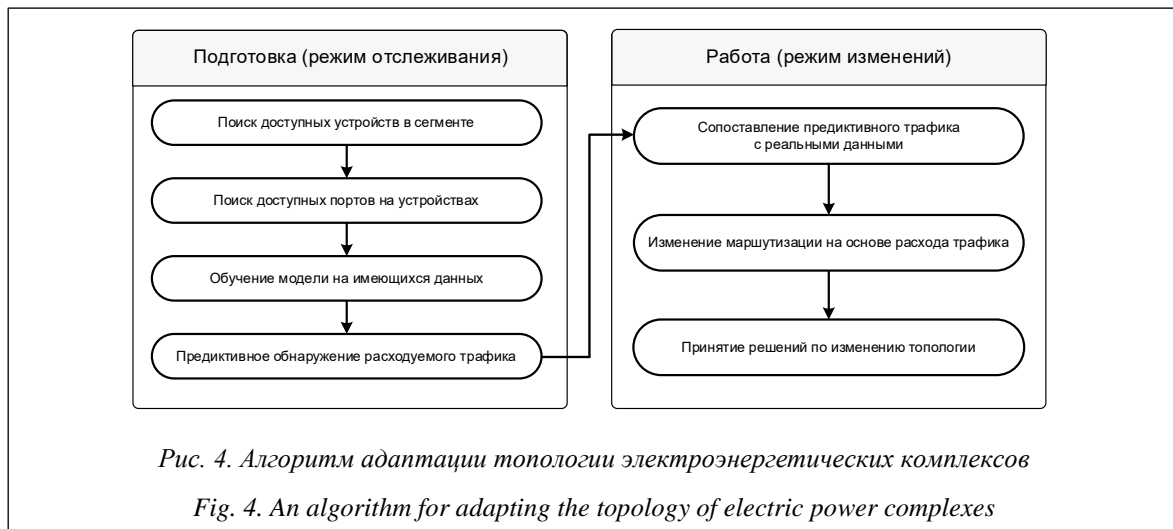 Подготовка (режим отслеживания)
Поиск доступных устройств в сегменте
Поиск доступных портов на устройствах
Обучение модели на имеющихся данных
Предиктивное обнаружение расходуемого трафика
Работа (режим изменений)
Сопоставление предиктивного трафика
с реальными данными
Изменение маршутизации на основе расхода трафика
Принятие решений по изменению топологии
Рис. 4. Алгоритм адаптации топологии электроэнергетических комплексов
Fig. 4. An algorithm for adapting the topology of electric power complexes